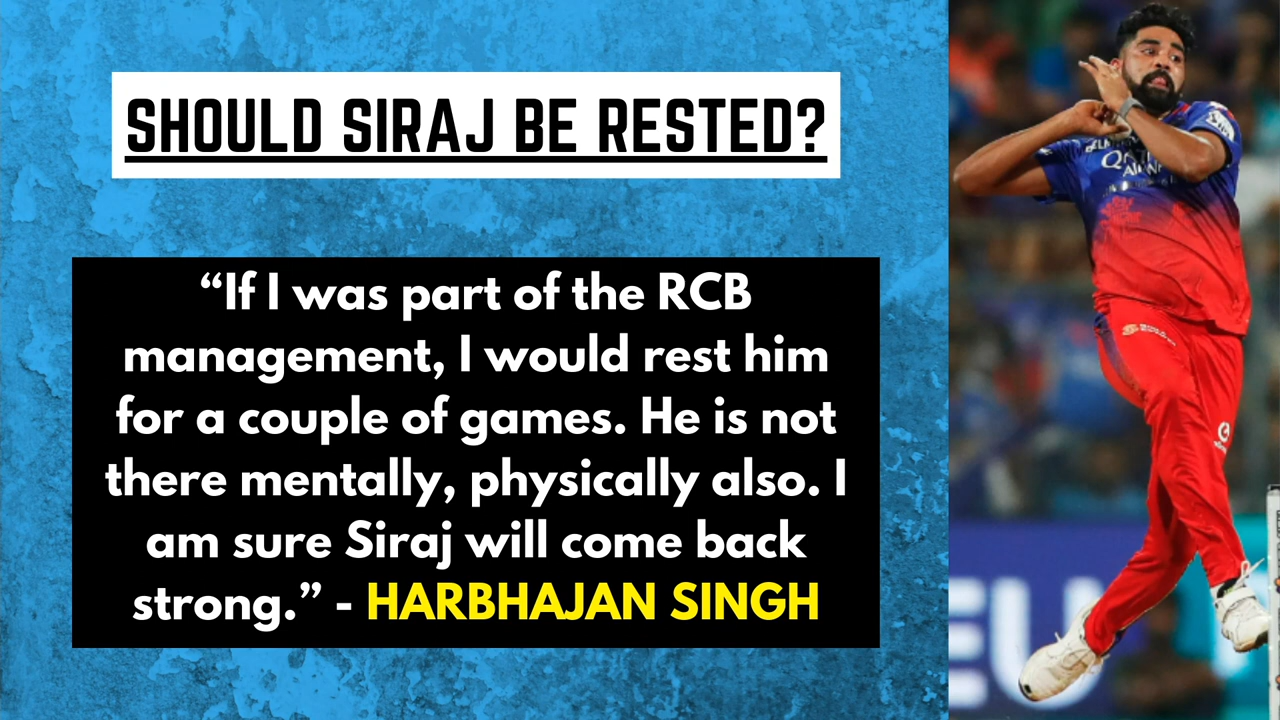 SHOULD SIRAJ BE RESTED?
“If I was part of the RCB
management, I would rest him
for a couple of games. He is not
there mentally, physically also. I
am sure Siraj will come back
strong.” - HARBHAJAN SINGH